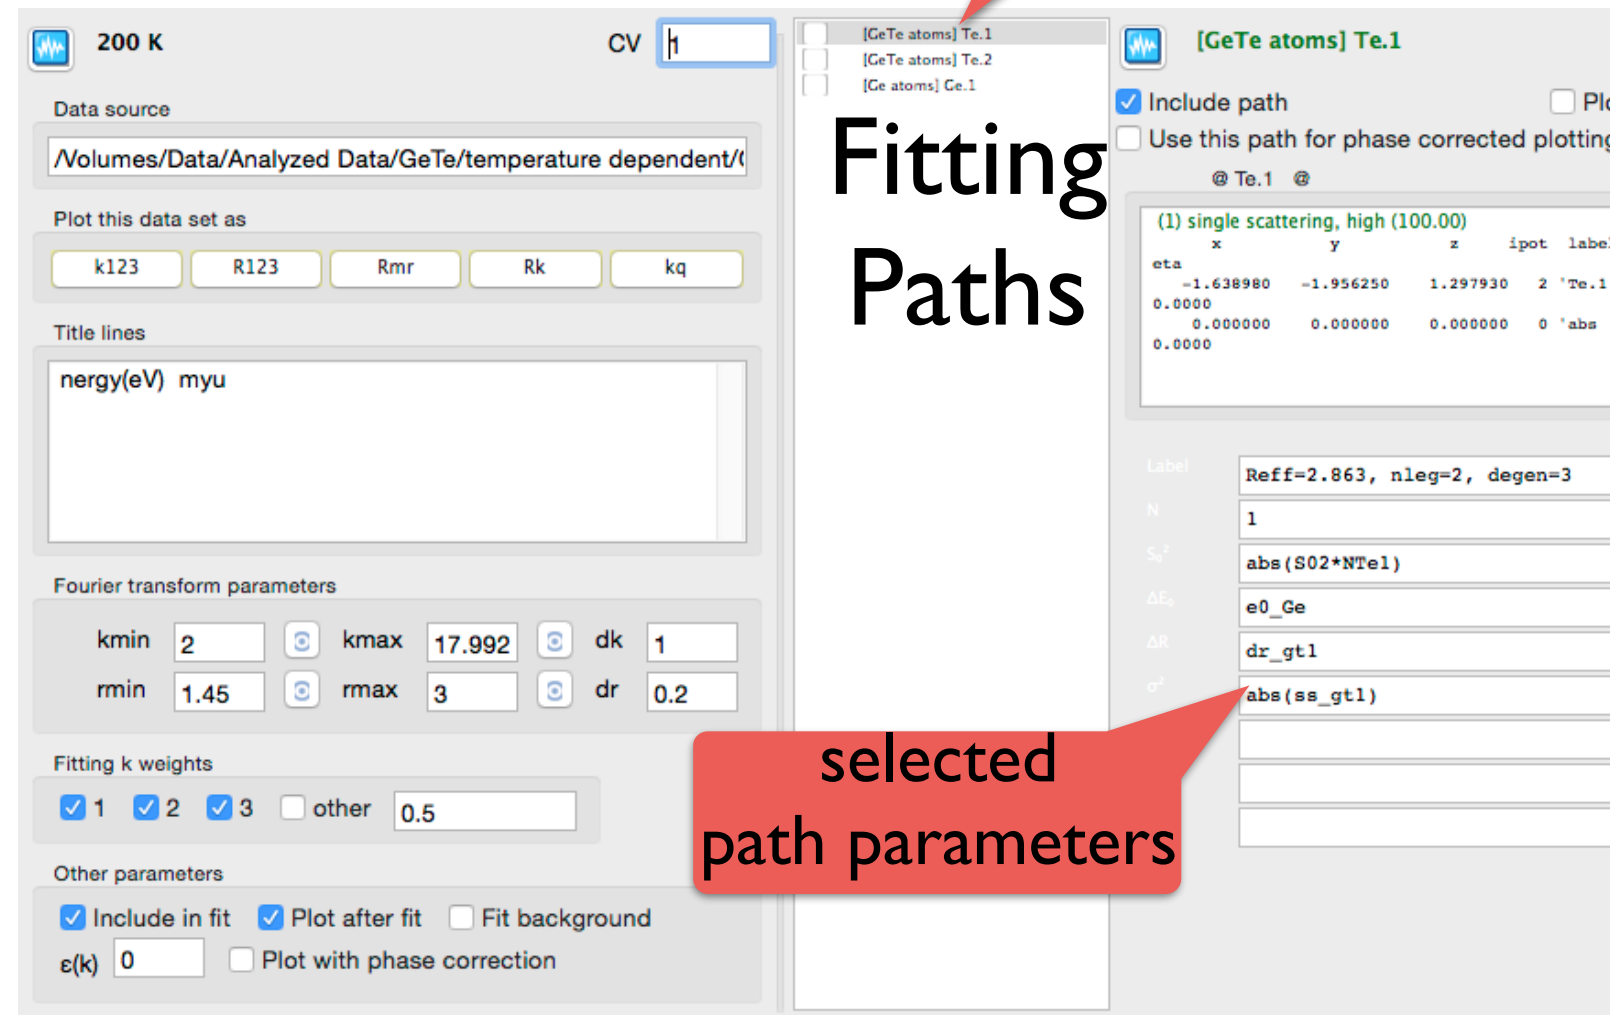 200 K
CV 1
Data source
/Volumes/Data/Analyzed Data/GeTe/temperature dependent/(
Plot this data set as
k123 R123 Rmr Rk kq
Title lines
nergy(eV) myu
Fourier transform parameters
kmin 2 kmax 17.992 dk 1
rmin 1.45 rmax 3 dr 0.2
Fitting k weights
1 2 3 other 0.5
Other parameters
Include in fit Plot after fit Fit background
ε(k) 0 Plot with phase correction
[GeTe atoms] Te.1
[GeTe atoms] Te.2
[Ge atoms] Ge.1
Fitting
Paths
selected
path parameters
[GeTe atoms] Te.1
Include path Plo
Use this path for phase corrected plotting
@ Te.1 @
(1) single scattering, high (100.00)
x y z ipot label
eta
-1.638980 -1.956250 1.297930 2 'Te.1
0.0000
0.000000 0.000000 0.000000 0 'abs
0.0000
Label Reff=2.863, nleg=2, degen=3
N 1
S₀² abs(S02*NTe1)
ΔE₀ e0_Ge
ΔR dr_gt1
σ² abs(ss_gt1)